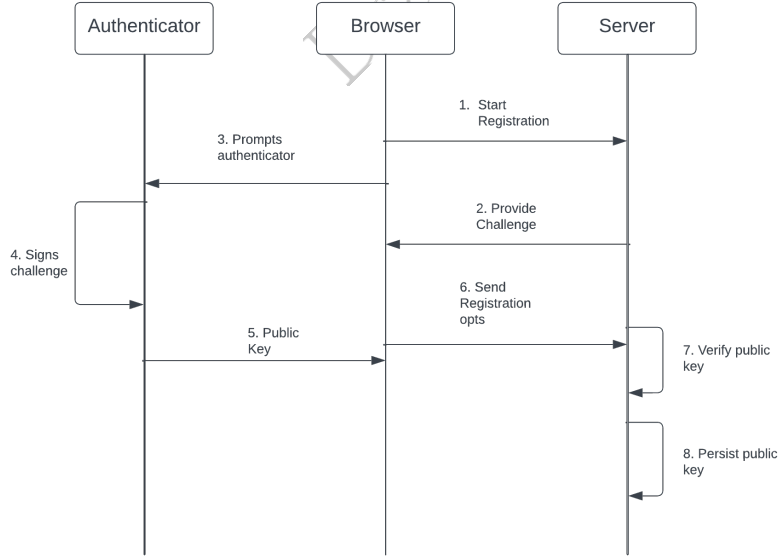 Authenticator
Browser
Server
1. Start
Registration
3. Prompts
authenticator
2. Provide
Challenge
4. Signs
challenge
6. Send
Registration
opts
5. Public
Key
7. Verify public
key
8. Persist public
key